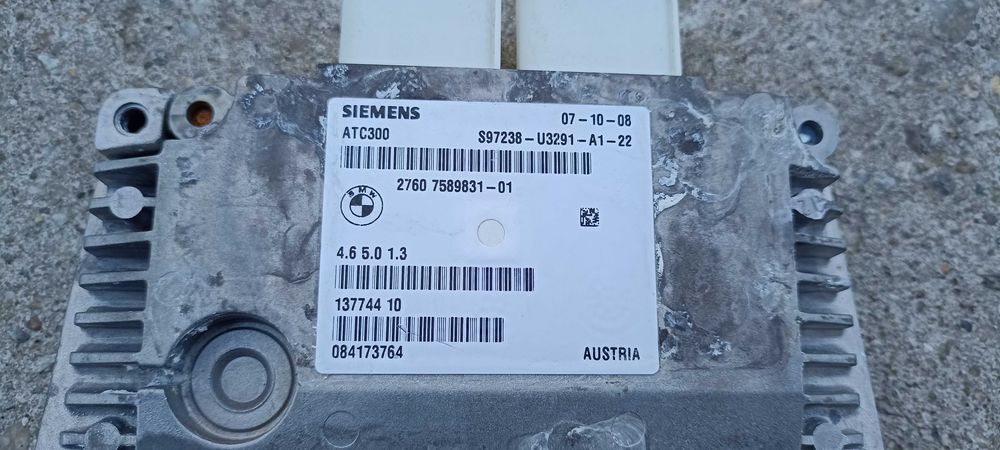 SIEMENS 07-10-08
ATC300 S97238-U3291-A1-22
2760 7589831-01
BMW
4.6 5.0 1.3
137744 10
084173764 AUSTRIA